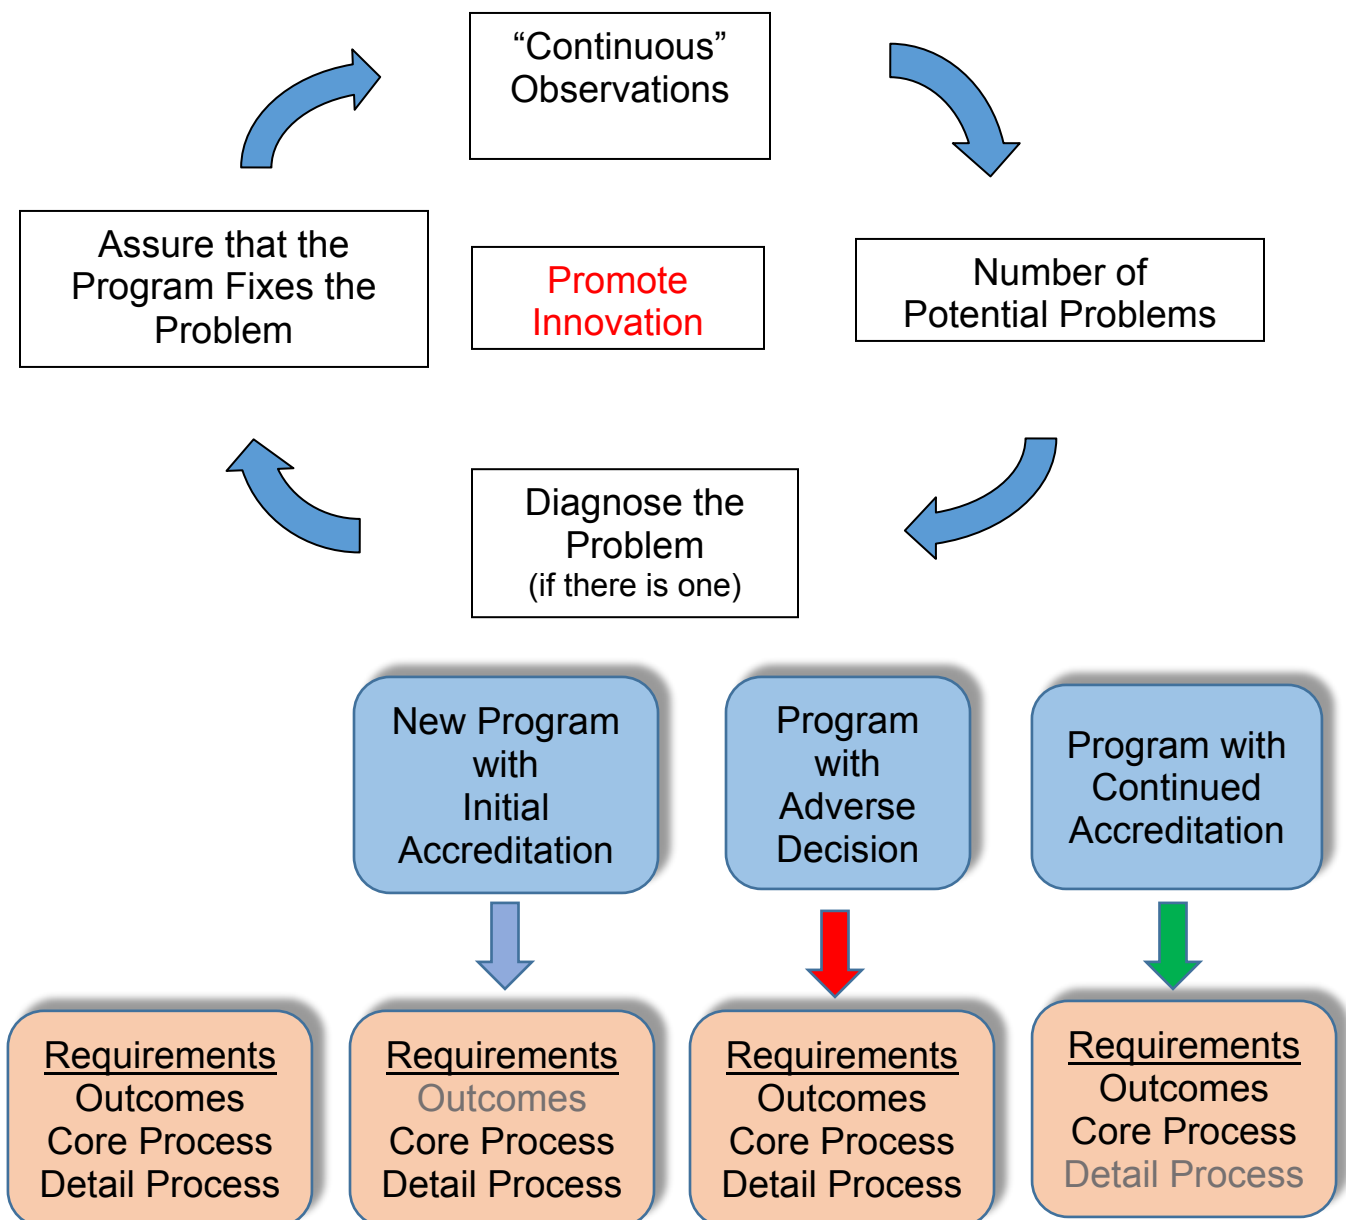 “Continuous”
Observations
Assure that the
Program Fixes the
Problem
Promote
Innovation
Number of
Potential Problems
Diagnose the
Problem
(if there is one)
New Program
with
Initial
Accreditation
Program
with
Adverse
Decision
Program with
Continued
Accreditation
Requirements
Outcomes
Core Process
Detail Process
Requirements
Outcomes
Core Process
Detail Process
Requirements
Outcomes
Core Process
Detail Process
Requirements
Outcomes
Core Process
Detail Process